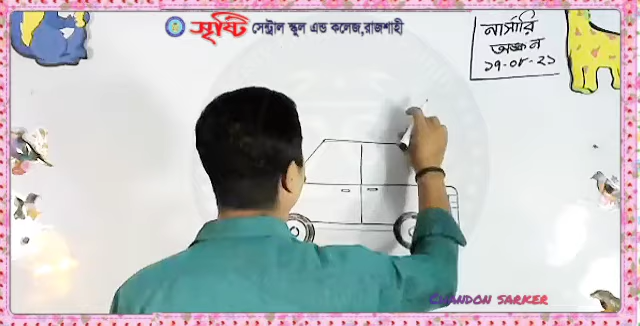 সৃষ্টি সেন্ট্রাল স্কুল এন্ড কলেজ,রাজশাহী
নার্সারি
অঙ্কন
১৭-০৮-২১
CHANDON SARKER